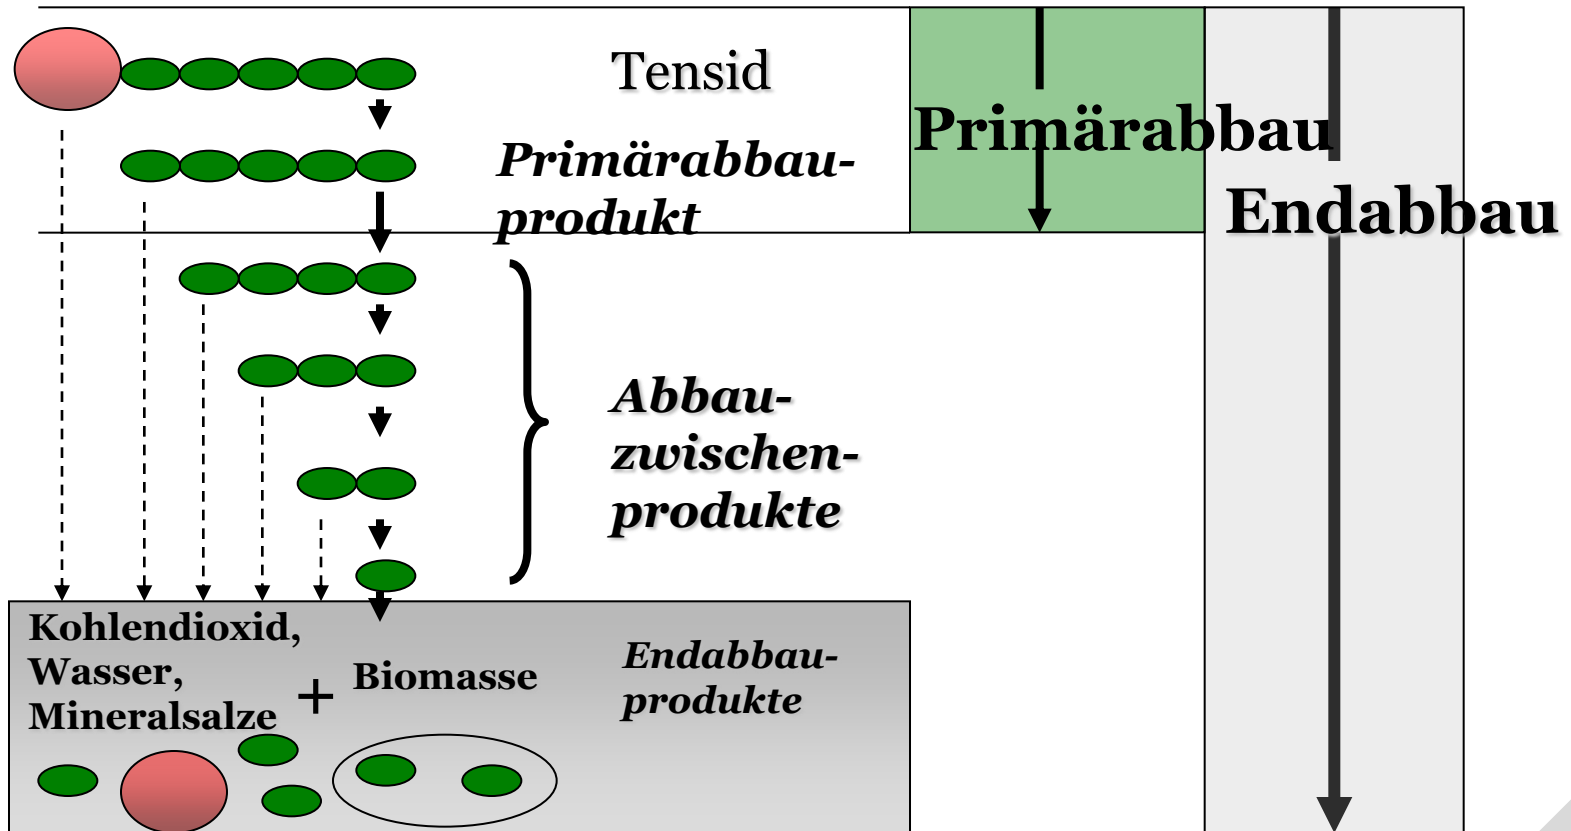 Tensid
Primärabbau-
produkt
Primärabbau
Endabbau
Abbau-
zwischen-
produkte
Kohlendioxid,
Wasser,
Mineralsalze
+
Biomasse
Endabbau-
produkte